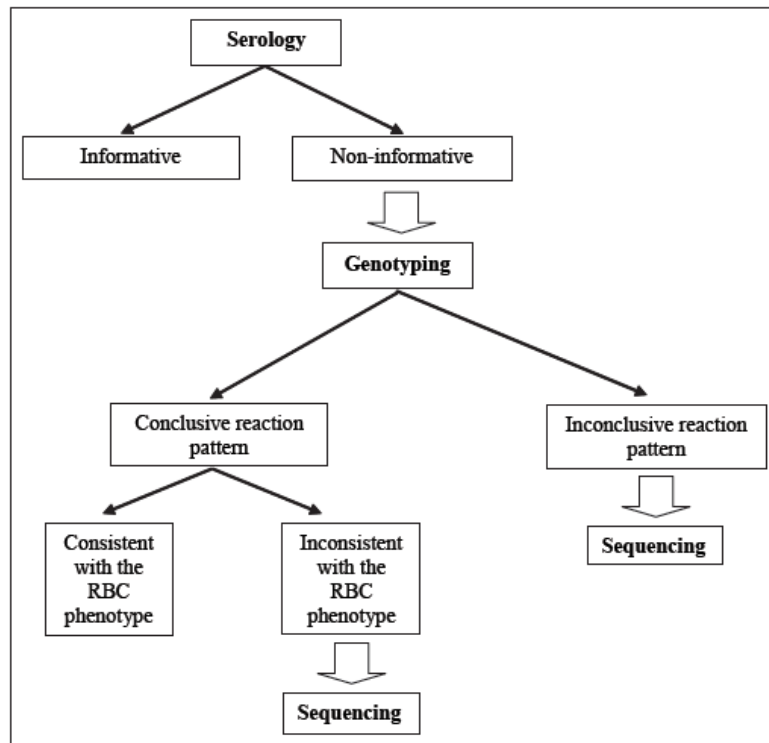 Serology
Informative
Non-informative
Genotyping
Conclusive reaction
pattern
Inconclusive reaction
pattern
Consistent
with the
RBC
phenotype
Inconsistent
with the
RBC
phenotype
Sequencing
Sequencing